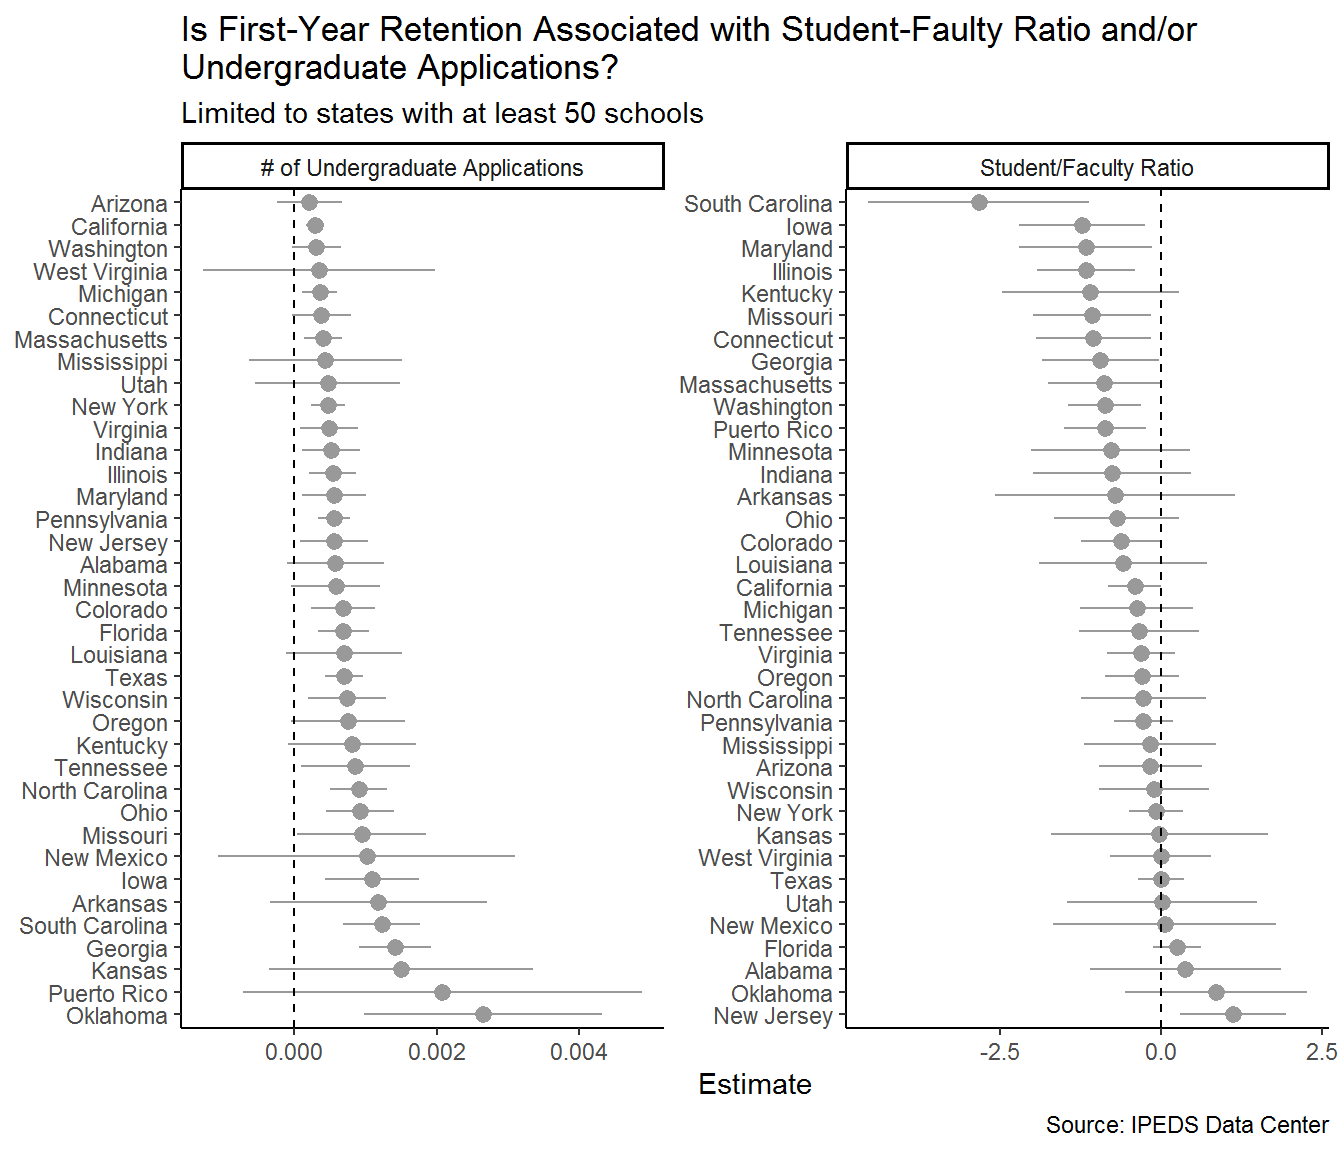 Is First-Year Retention Associated with Student-Faulty Ratio and/or
Undergraduate Applications?
Limited to states with at least 50 schools
# of Undergraduate Applications
Arizona
California
Washington
West Virginia
Michigan
Connecticut
Massachusetts
Mississippi
Utah
New York
Virginia
Indiana
Illinois
Maryland
Pennsylvania
New Jersey
Alabama
Minnesota
Colorado
Florida
Louisiana
Texas
Wisconsin
Oregon
Kentucky
Tennessee
North Carolina
Ohio
Missouri
New Mexico
Iowa
Arkansas
South Carolina
Georgia
Kansas
Puerto Rico
Oklahoma
0.000 0.002 0.004
Student/Faculty Ratio
South Carolina
Iowa
Maryland
Illinois
Kentucky
Missouri
Connecticut
Georgia
Massachusetts
Washington
Puerto Rico
Minnesota
Indiana
Arkansas
Ohio
Colorado
Louisiana
California
Michigan
Tennessee
Virginia
Oregon
North Carolina
Pennsylvania
Mississippi
Arizona
Wisconsin
New York
Kansas
West Virginia
Texas
Utah
New Mexico
Florida
Alabama
Oklahoma
New Jersey
-2.5 0.0 2.5
Estimate
Source: IPEDS Data Center